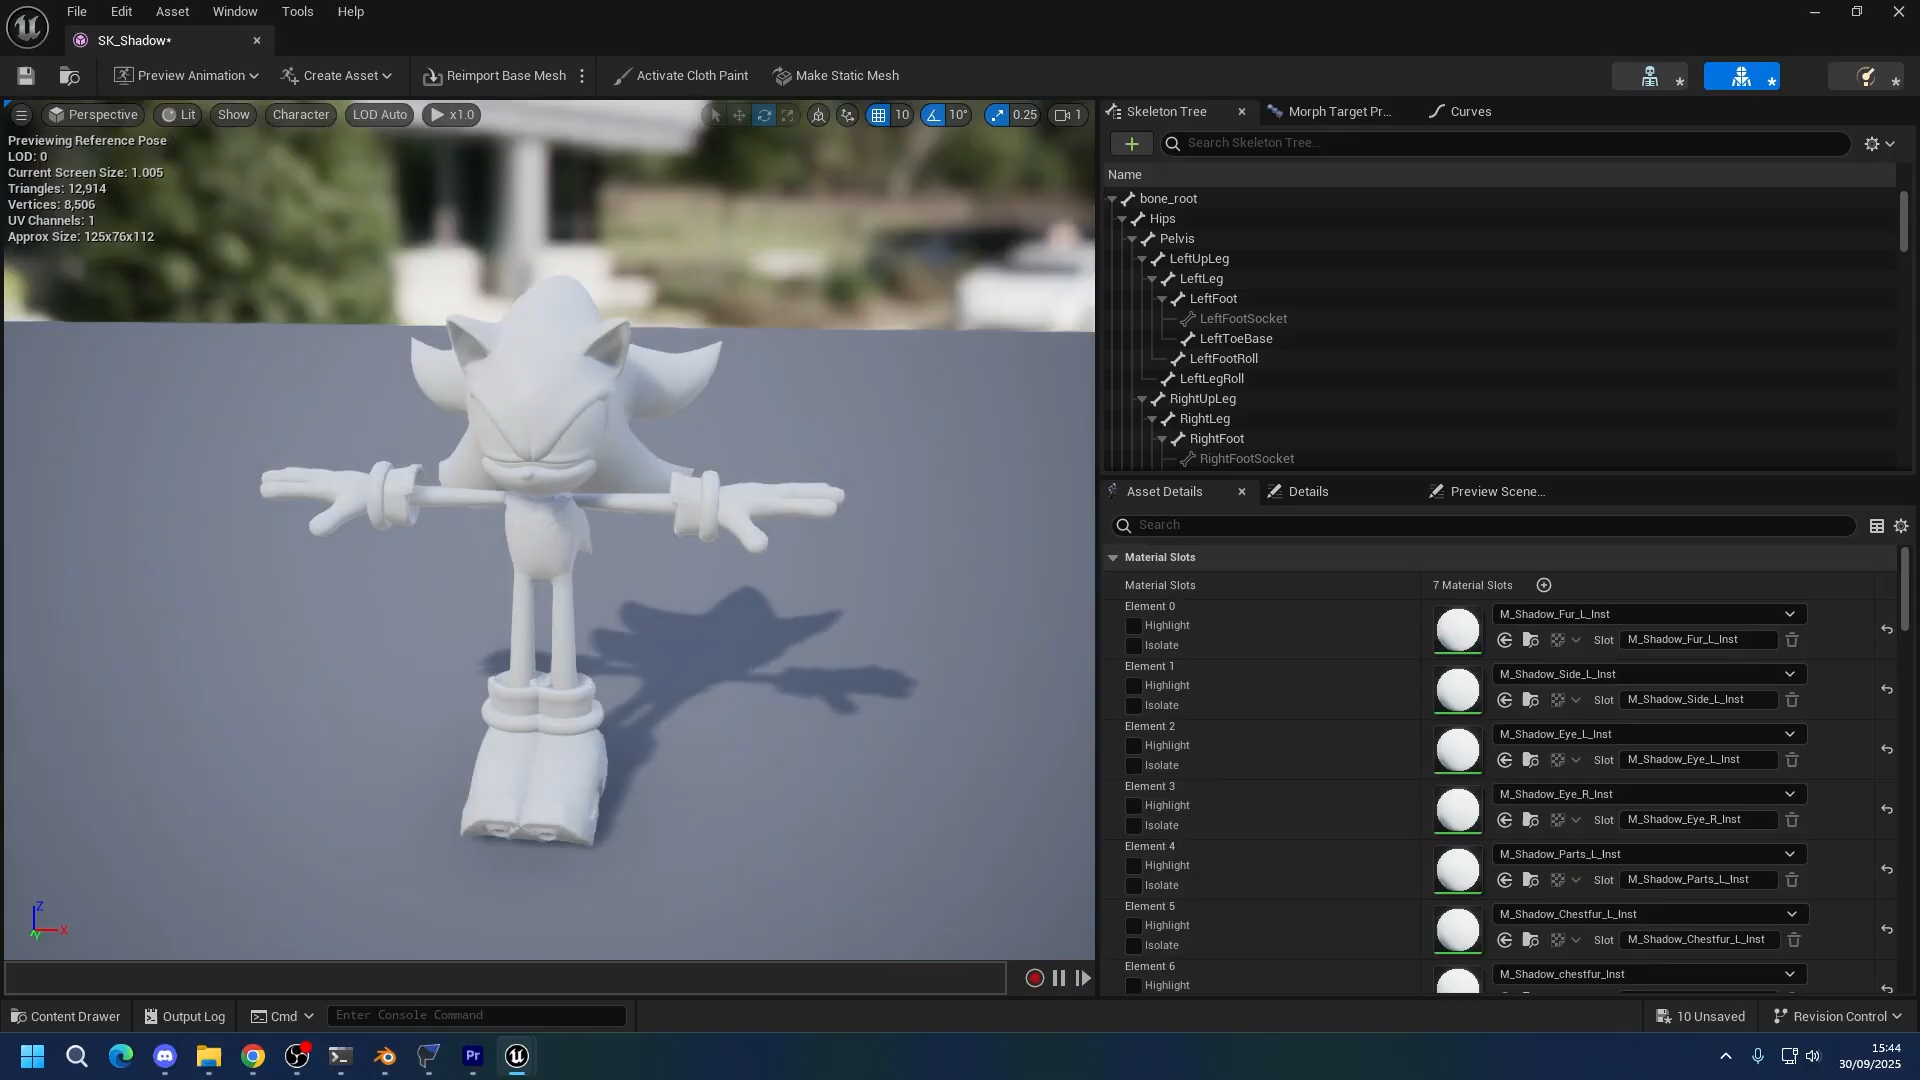 File Edit Asset Window Tools Help
SK_Shadow*
Preview Animation Create Asset Reimport Base Mesh Activate Cloth Paint Make Static Mesh
Perspective Lit Show Character LOD Auto x1.0 10 10° 0.25 1
Previewing Reference Pose
LOD: 0
Current Screen Size: 1.005
Triangles: 12,914
Vertices: 8,506
UV Channels: 1
Approx Size: 125x76x112
Z
X
Y
Skeleton Tree Morph Target Pr... Curves
Search Skeleton Tree...
Name
bone_root
Hips
Pelvis
LeftUpLeg
LeftLeg
LeftFoot
LeftFootSocket
LeftToeBase
LeftFootRoll
LeftLegRoll
RightUpLeg
RightLeg
RightFoot
RightFootSocket
Asset Details Details Preview Scene...
Search
Material Slots
Material Slots 7 Material Slots
Element 0 M_Shadow_Fur_L_Inst
Highlight
Isolate Slot M_Shadow_Fur_L_Inst
Element 1 M_Shadow_Side_L_Inst
Highlight
Isolate Slot M_Shadow_Side_L_Inst
Element 2 M_Shadow_Eye_L_Inst
Highlight
Isolate Slot M_Shadow_Eye_L_Inst
Element 3 M_Shadow_Eye_R_Inst
Highlight
Isolate Slot M_Shadow_Eye_R_Inst
Element 4 M_Shadow_Parts_L_Inst
Highlight
Isolate Slot M_Shadow_Parts_L_Inst
Element 5 M_Shadow_Chestfur_L_Inst
Highlight
Isolate Slot M_Shadow_Chestfur_L_Inst
Element 6 M_Shadow_chestfur_Inst
Highlight
Content Drawer Output Log Cmd Enter Console Command 10 Unsaved Revision Control
Pr
15:44
30/09/2025